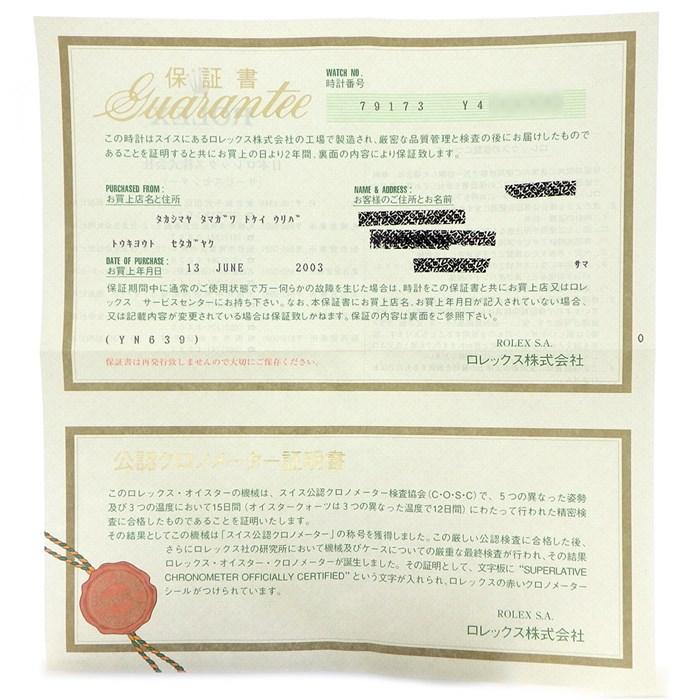 保証書
Guarantee
WATCH NO.
時計番号
79173 Y4
この時計はスイスにあるロレックス株式会社の工場で製造され、厳密な品質管理と検査の後にお届けしたもので
あることを証明すると共にお買上の日より2年間、裏面の内容により保証致します。
PURCHASED FROM:
お買上店名と住所
タカシマヤ タマガワ トケイ ウリバ
トウキヨウト セタガヤク
NAME & ADDRESS:
お客様のご住所とお名前
サマ
DATE OF PURCHASE:
お買上年月日 13 JUNE 2003
保証期間中に通常のご使用状態で万一何らかの故障を生じた場合は、時計をこの保証書と共にお買上店又はロレ
ックス サービスセンターにお持ち下さい。なお、本保証書にお買上店名、お買上年月日が記入されていない場合、
又は記載内容が変更されている場合は保証致しかねます。保証の内容は裏面をご参照下さい。
(YN639)
保証書は再発行致しませんので大切にご保存ください。
ROLEX S.A.
ロレックス株式会社
0
公認クロノメーター証明書
このロレックス・オイスターの機械は、スイス公認クロノメーター検査協会(C・O・S・C)で、5つの異なった姿勢
及び3つの温度において15日間(オイスタークォーツは3つの異なった温度で12日間)にわたって行われた精密検
査に合格したものであることを証明いたします。
その結果としてこの機械は「スイス公認クロノメーター」の称号を獲得しました。この厳しい公認検査に合格した後、
さらにロレックス社の研究所において機械及びケースについての厳重な最終検査が行われ、その結果
ロレックス・オイスター・クロノメーターが誕生しました。その証明として、文字板に "SUPERLATIVE
CHRONOMETER OFFICIALLY CERTIFIED" という文字が入れられ、ロレックスの赤いクロノメーター
シールがつけられています。
ROLEX S.A.
ロレックス株式会社